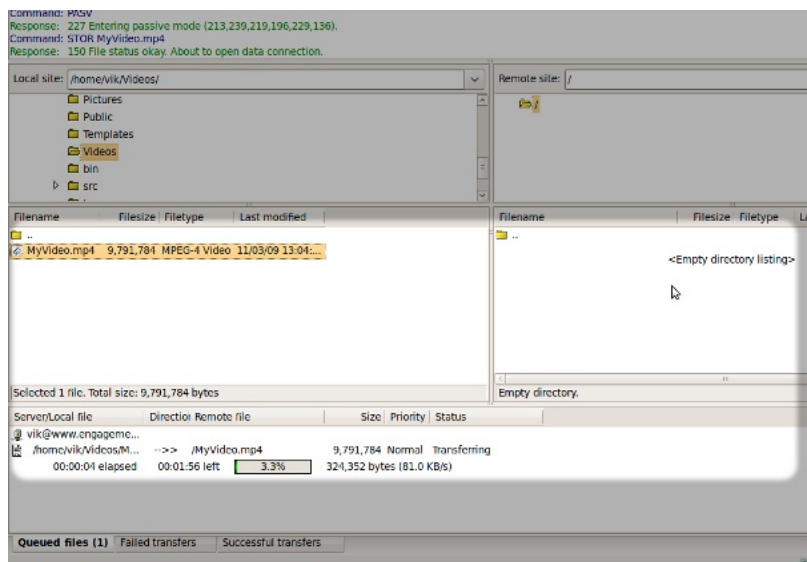 Command: PASV
Response: 227 Entering passive mode (213,239,219,196,229,136).
Command: STOR MyVideo.mp4
Response: 150 File status okay. About to open data connection.
Local site: /home/vik/Videos/
Remote site: /
Pictures
Public
Templates
Videos
bin
src
/
Filename Filesize Filetype Last modified
..
MyVideo.mp4 9,791,784 MPEG-4 Video 11/03/09 13:04:...
Selected 1 file. Total size: 9,791,784 bytes
Filename Filesize Filetype
..
<Empty directory listing>
Empty directory.
Server/Local file Direction Remote file Size Priority Status
vik@www.engageme...
/home/vik/Videos/M... -->> /MyVideo.mp4 9,791,784 Normal Transferring
00:00:04 elapsed 00:01:56 left 3.3% 324,352 bytes (81.0 KB/s)
Queued files (1) Failed transfers Successful transfers